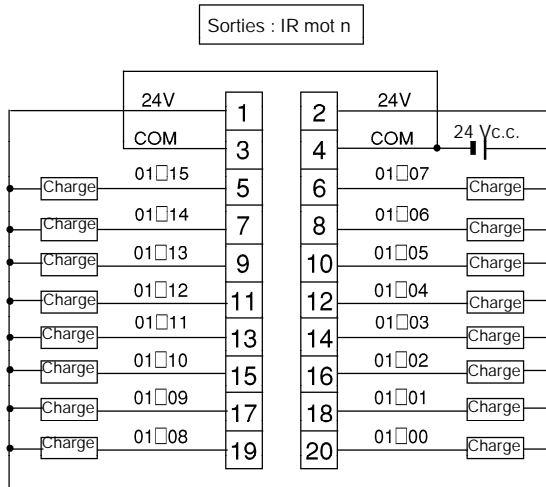 Sorties : IR mot n
24V 1 2 24V
COM 3 4 COM 24 Vc.c.
Charge 01□15 5 6 01□07 Charge
Charge 01□14 7 8 01□06 Charge
Charge 01□13 9 10 01□05 Charge
Charge 01□12 11 12 01□04 Charge
Charge 01□11 13 14 01□03 Charge
Charge 01□10 15 16 01□02 Charge
Charge 01□09 17 18 01□01 Charge
Charge 01□08 19 20 01□00 Charge